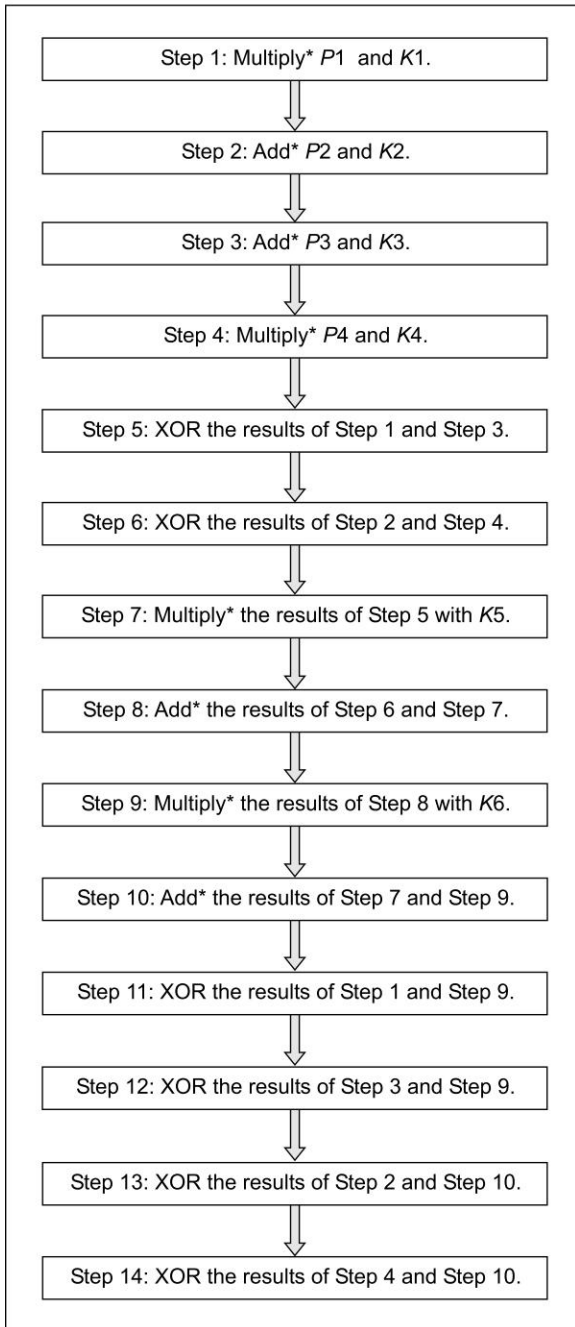 Step 1: Multiply* P1 and K1.
Step 2: Add* P2 and K2.
Step 3: Add* P3 and K3.
Step 4: Multiply* P4 and K4.
Step 5: XOR the results of Step 1 and Step 3.
Step 6: XOR the results of Step 2 and Step 4.
Step 7: Multiply* the results of Step 5 with K5.
Step 8: Add* the results of Step 6 and Step 7.
Step 9: Multiply* the results of Step 8 with K6.
Step 10: Add* the results of Step 7 and Step 9.
Step 11: XOR the results of Step 1 and Step 9.
Step 12: XOR the results of Step 3 and Step 9.
Step 13: XOR the results of Step 2 and Step 10.
Step 14: XOR the results of Step 4 and Step 10.